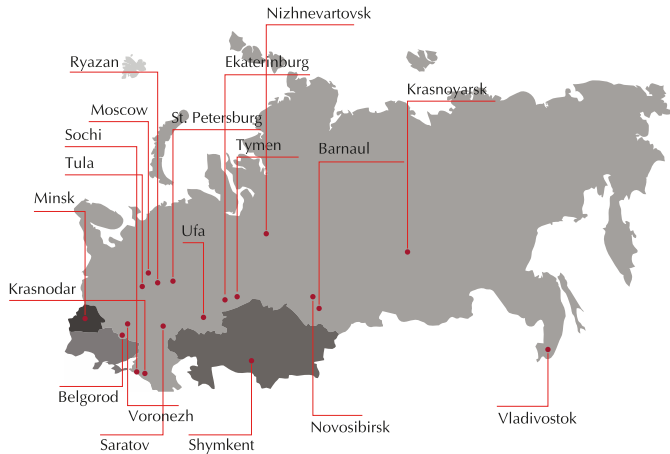 Nizhnevartovsk
Ryazan
Ekaterinburg
Krasnoyarsk
Moscow
St. Petersburg
Sochi
Tymen
Barnaul
Tula
Minsk
Ufa
Krasnodar
Belgorod
Voronezh
Saratov
Shymkent
Novosibirsk
Vladivostok